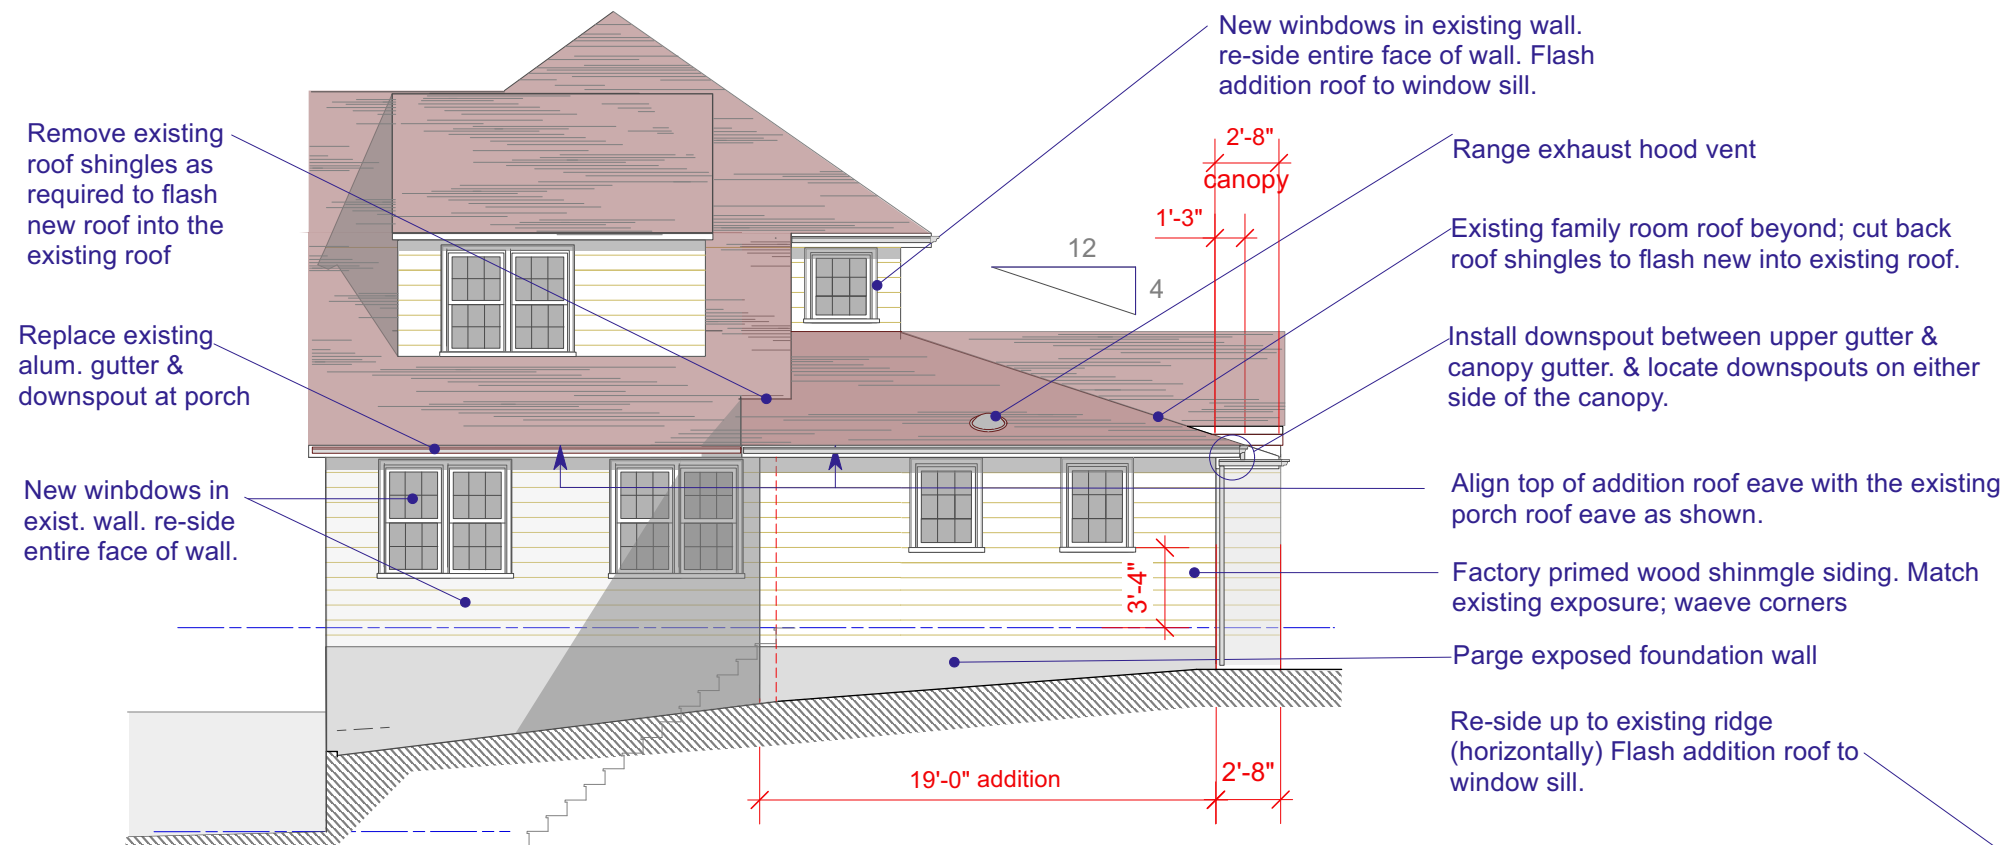 New winbdows in existing wall.
re-side entire face of wall. Flash
addition roof to window sill.
Remove existing
roof shingles as
required to flash
new roof into the
existing roof
2'-8"
canopy
Range exhaust hood vent
1'-3"
Existing family room roof beyond; cut back
roof shingles to flash new into existing roof.
12
4
Replace existing
alum. gutter &
downspout at porch
Install downspout between upper gutter &
canopy gutter. & locate downspouts on either
side of the canopy.
New winbdows in
exist. wall. re-side
entire face of wall.
Align top of addition roof eave with the existing
porch roof eave as shown.
3'-4"
Factory primed wood shinmgle siding. Match
existing exposure; waeve corners
Parge exposed foundation wall
Re-side up to existing ridge
(horizontally) Flash addition roof to
window sill.
19'-0" addition
2'-8"